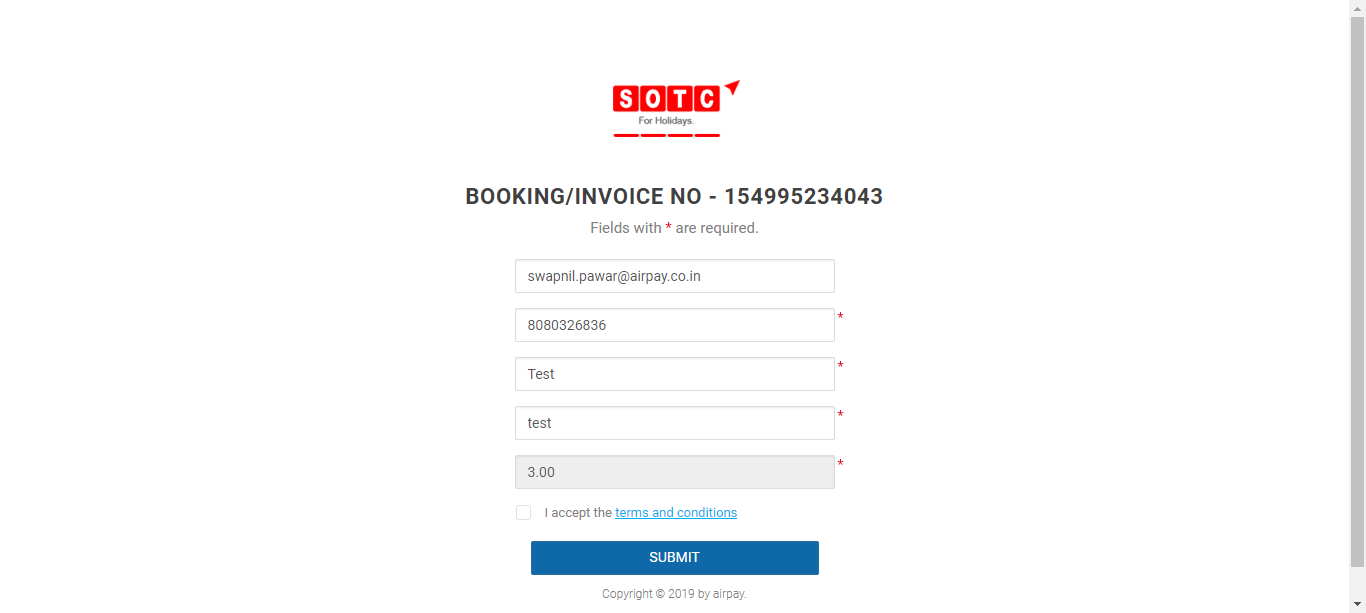 SOTC
For Holidays.
BOOKING/INVOICE NO - 154995234043
Fields with * are required.
swapnil.pawar@airpay.co.in
8080326836 *
Test *
test *
3.00 *
I accept the terms and conditions
SUBMIT
Copyright © 2019 by airpay.